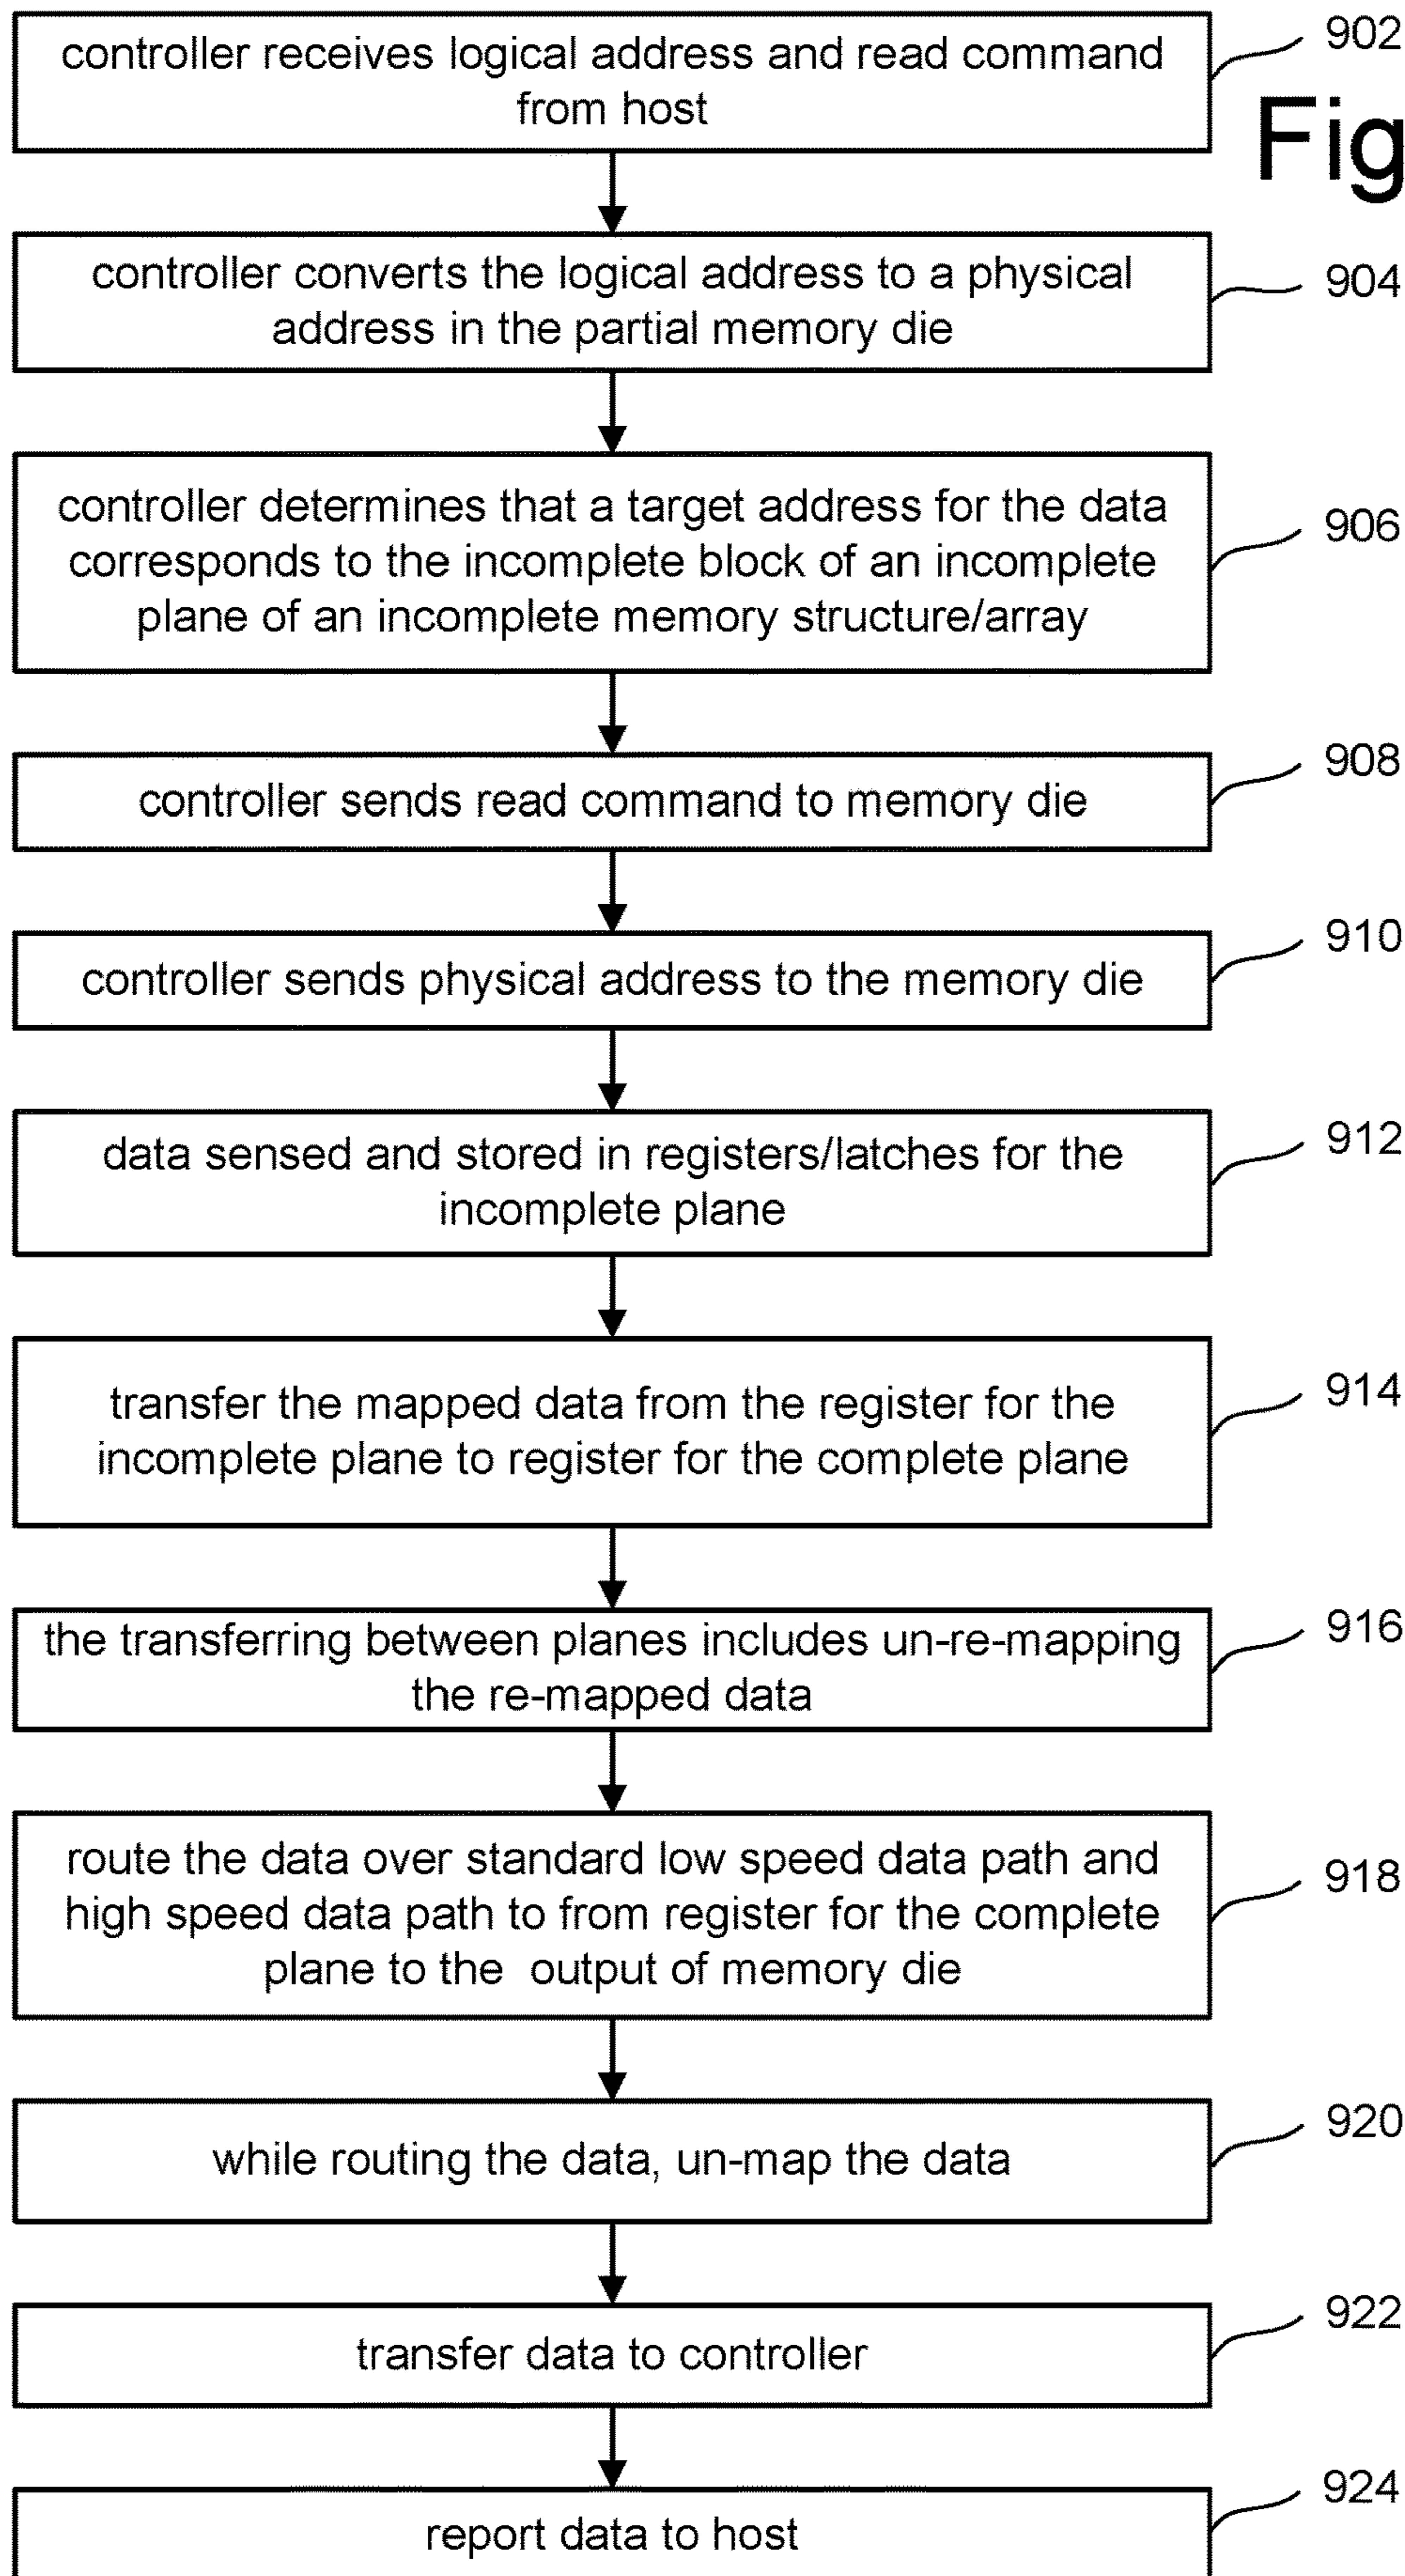 controller receives logical address and read command
from host
902
Fig
controller converts the logical address to a physical
address in the partial memory die
904
controller determines that a target address for the data
corresponds to the incomplete block of an incomplete
plane of an incomplete memory structure/array
906
controller sends read command to memory die
908
controller sends physical address to the memory die
910
data sensed and stored in registers/latches for the
incomplete plane
912
transfer the mapped data from the register for the
incomplete plane to register for the complete plane
914
the transferring between planes includes un-re-mapping
the re-mapped data
916
route the data over standard low speed data path and
high speed data path to from register for the complete
plane to the output of memory die
918
while routing the data, un-map the data
920
transfer data to controller
922
report data to host
924